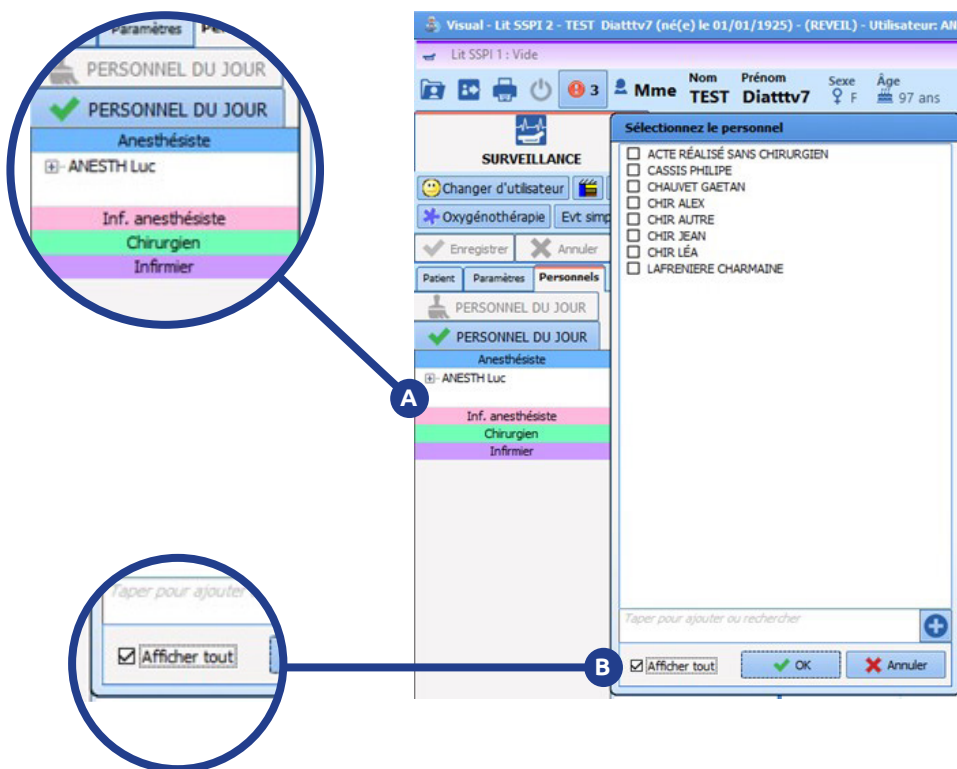 Paramètres
PERSONNEL DU JOUR
PERSONNEL DU JOUR
Anesthésiste
ANESTH Luc
Inf. anesthésiste
Chirurgien
Infirmier
A
Taper pour ajouter
Afficher tout
B
Visual - Lit SSPI 2 - TEST Diatttv7 (né(e) le 01/01/1925) - (REVEIL) - Utilisateur: AN
Lit SSPI 1 : Vide
3
Mme
Nom
TEST
Prénom
Diatttv7
Sexe
F
Âge
97 ans
SURVEILLANCE
Changer d'utilisateur
Oxygénothérapie
Evt simp
Enregistrer
Annuler
Patient
Paramètres
Personnels
PERSONNEL DU JOUR
PERSONNEL DU JOUR
Anesthésiste
ANESTH Luc
Inf. anesthésiste
Chirurgien
Infirmier
Sélectionnez le personnel
ACTE RÉALISÉ SANS CHIRURGIEN
CASSIS PHILIPE
CHAUVET GAETAN
CHIR ALEX
CHIR AUTRE
CHIR JEAN
CHIR LÉA
LAFRENIERE CHARMAINE
Taper pour ajouter ou rechercher
Afficher tout
OK
Annuler